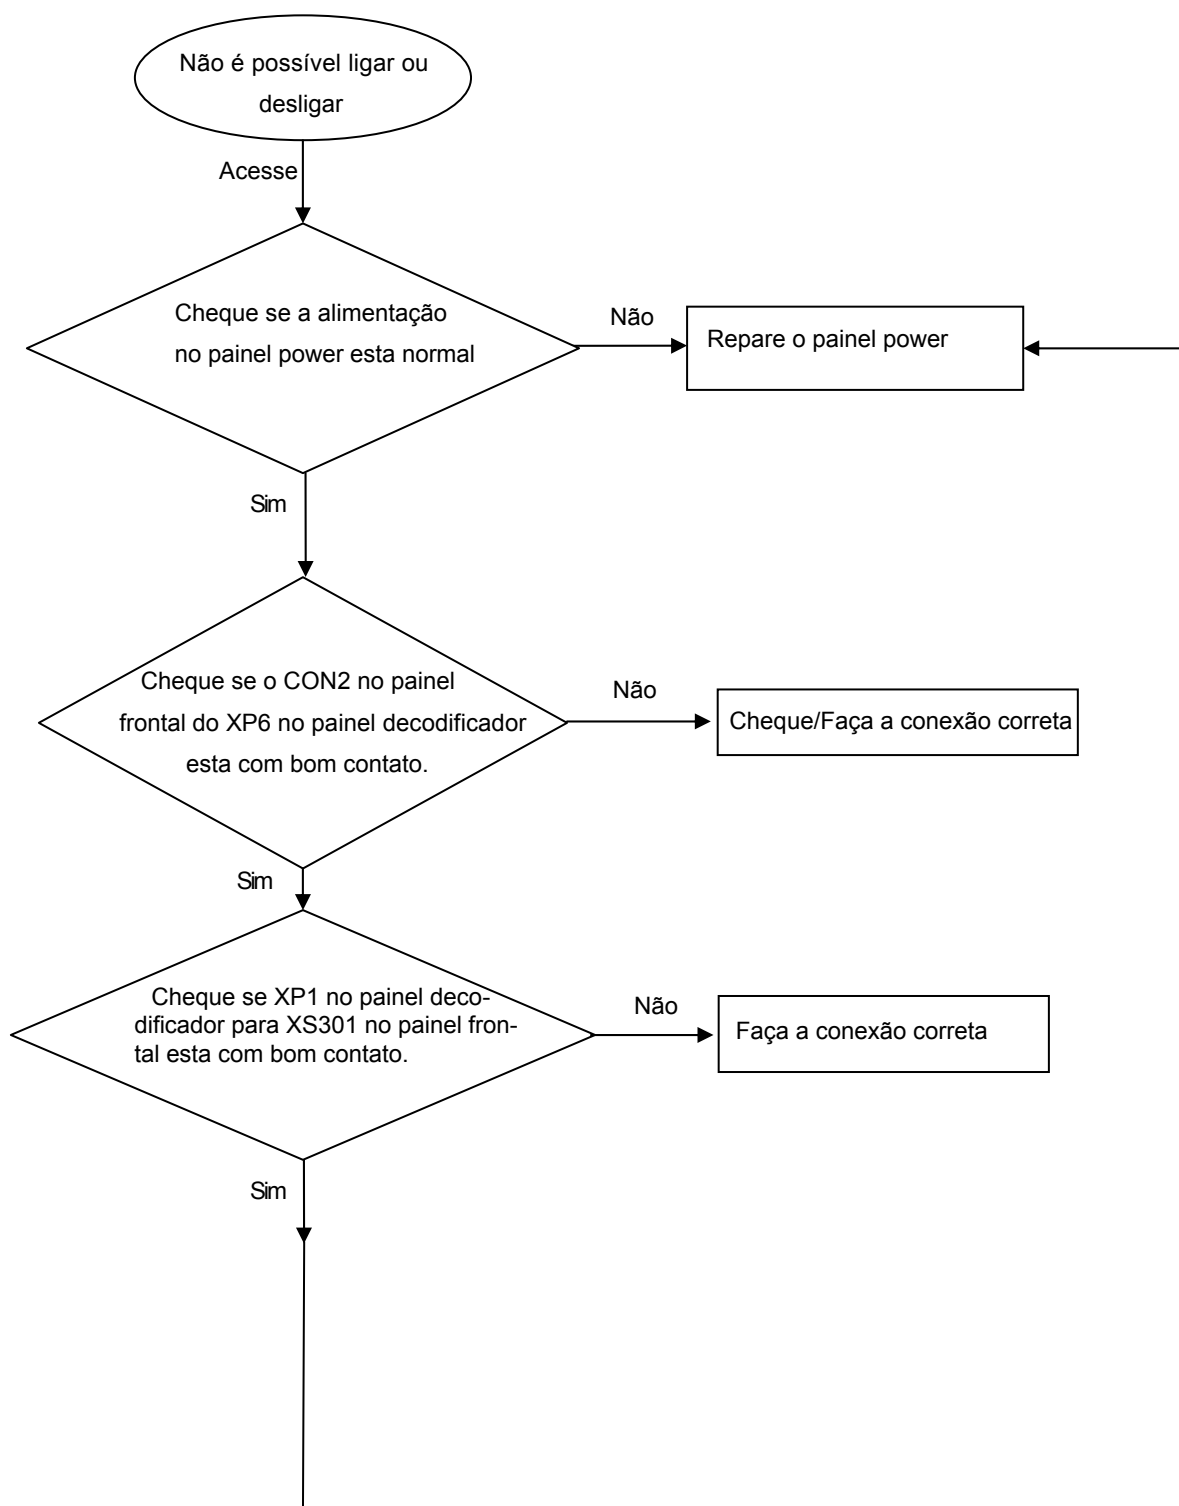 Não é possível ligar ou
desligar
Acesse
Cheque se a alimentação
no painel power esta normal
Não
Repare o painel power
Sim
Cheque se o CON2 no painel
frontal do XP6 no painel decodificador
esta com bom contato.
Não
Cheque/Faça a conexão correta
Sim
Cheque se XP1 no painel deco-
dificador para XS301 no painel fron-
tal esta com bom contato.
Não
Faça a conexão correta
Sim